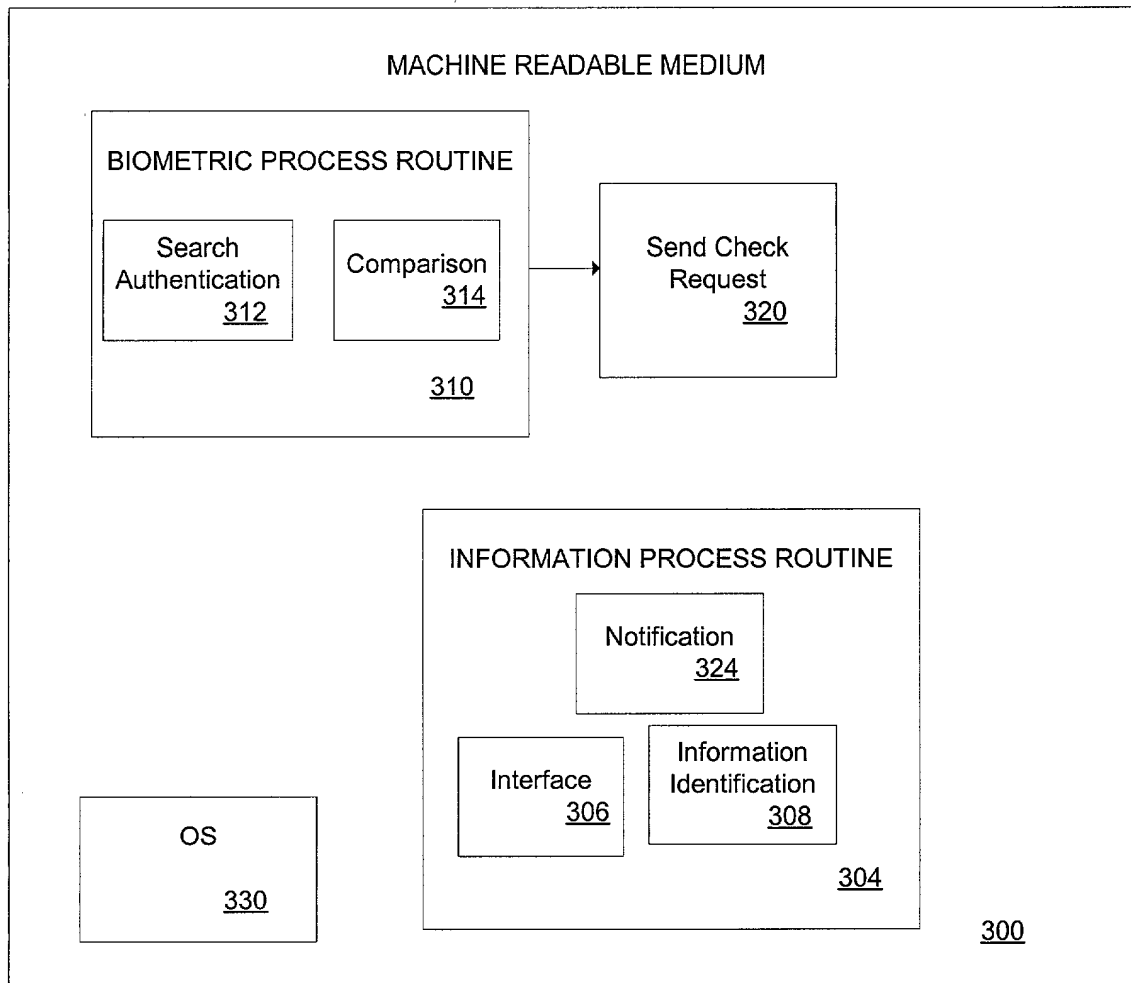 MACHINE READABLE MEDIUM
BIOMETRIC PROCESS ROUTINE
Search
Authentication
312
Comparison
314
310
Send Check
Request
320
INFORMATION PROCESS ROUTINE
Notification
324
Interface
306
Information
Identification
308
304
OS
330
300